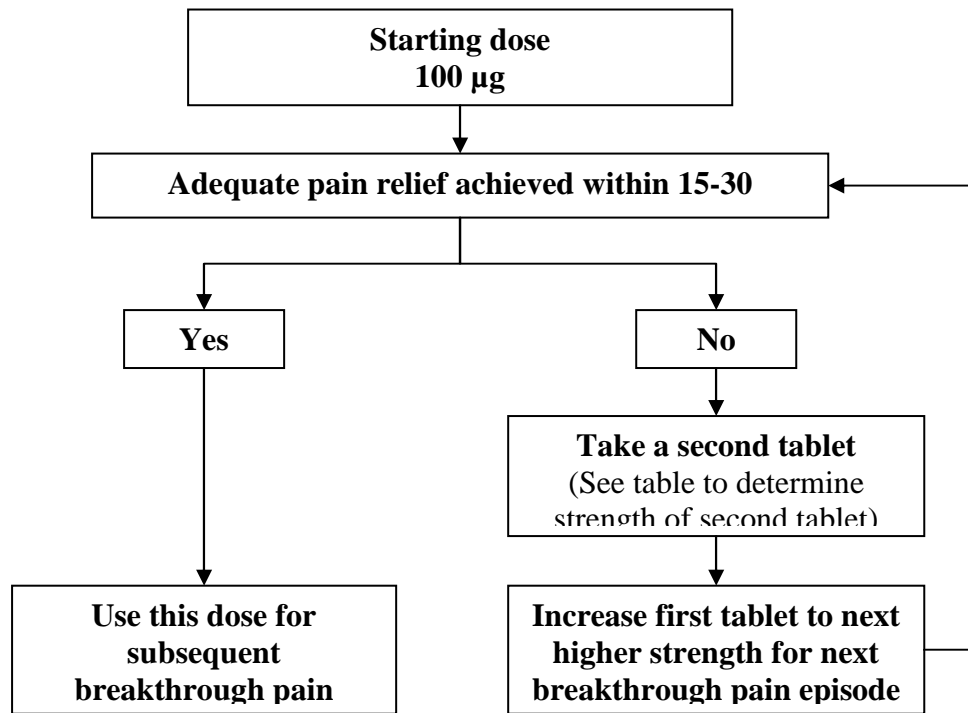 Starting dose
100 µg
Adequate pain relief achieved within 15-30
Yes
No
Take a second tablet
(See table to determine
strength of second tablet)
Use this dose for
subsequent
breakthrough pain
Increase first tablet to next
higher strength for next
breakthrough pain episode